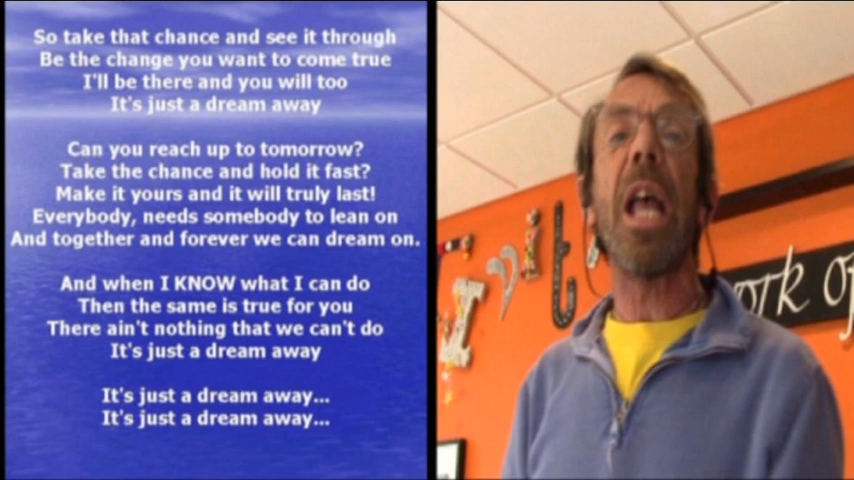 So take that chance and see it through
Be the change you want to come true
I'll be there and you will too
It's just a dream away
Can you reach up to tomorrow?
Take the chance and hold it fast?
Make it yours and it will truly last!
Everybody, needs somebody to lean on
And together and forever we can dream on.
And when I KNOW what I can do
Then the same is true for you
There ain't nothing that we can't do
It's just a dream away
It's just a dream away...
It's just a dream away...
of